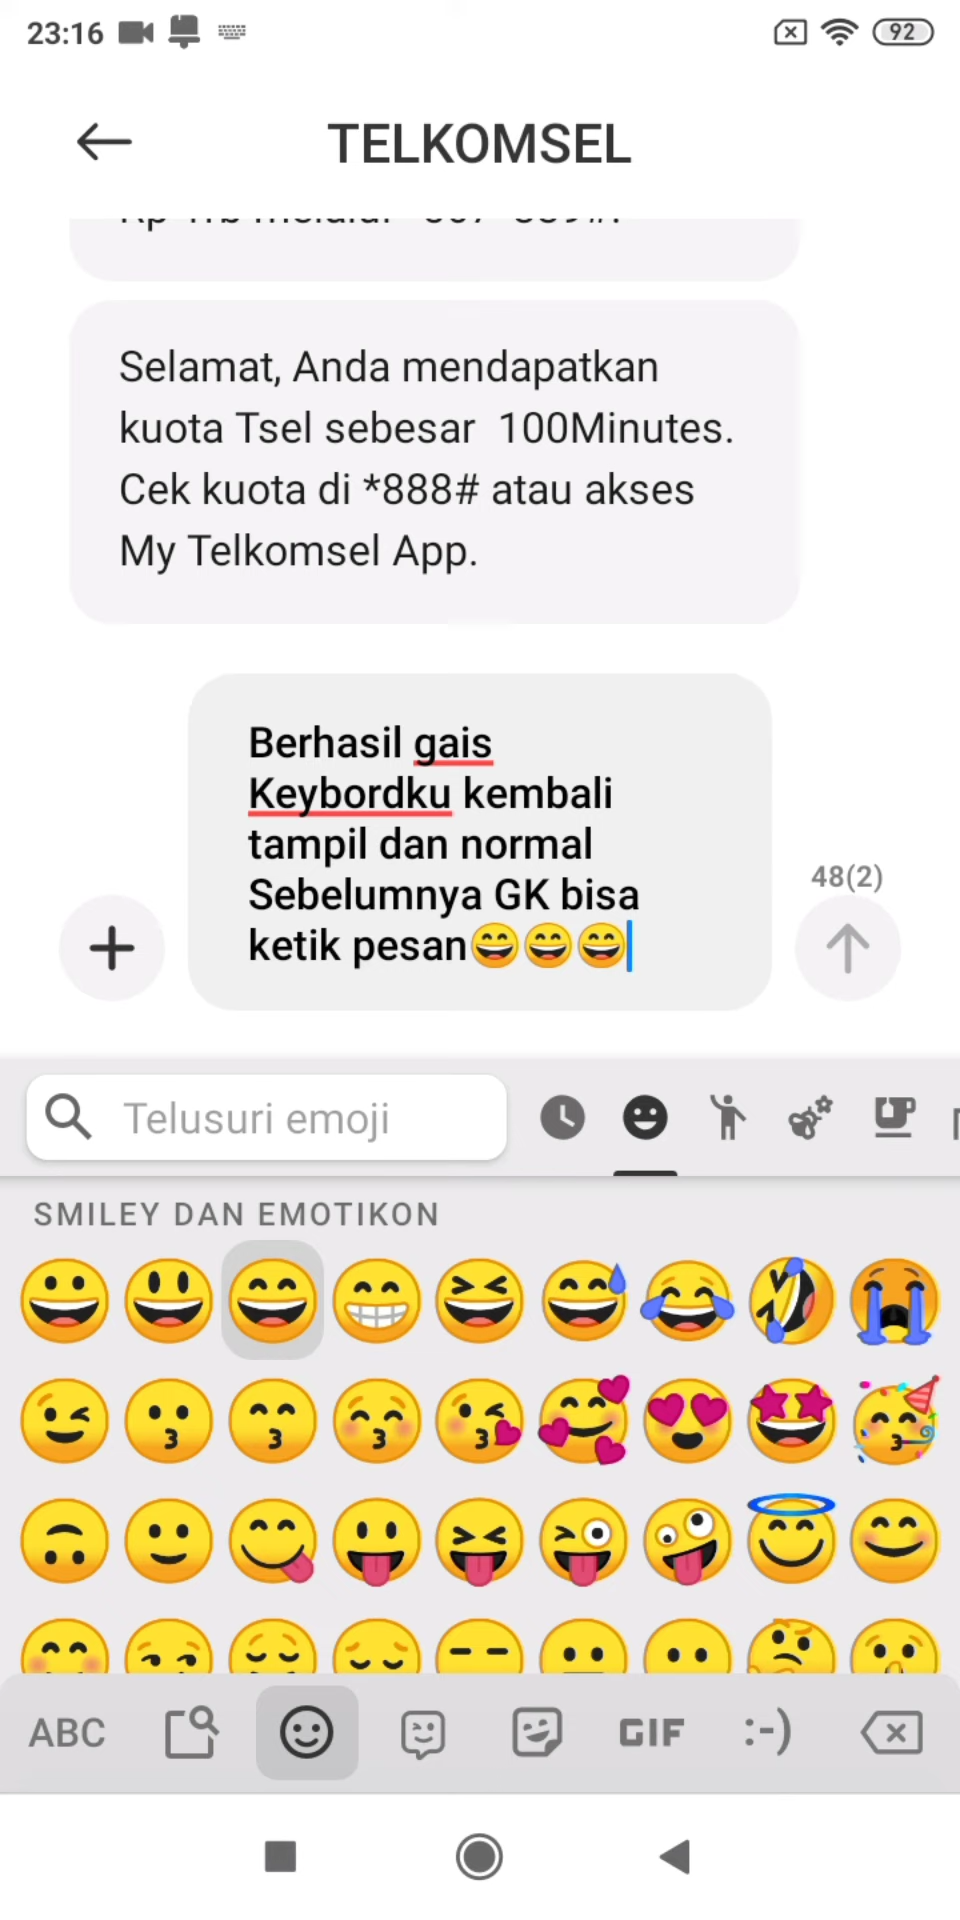 23:16
92
TELKOMSEL
Selamat, Anda mendapatkan
kuota Tsel sebesar 100Minutes.
Cek kuota di *888# atau akses
My Telkomsel App.
Berhasil gais
Keybordku kembali
tampil dan normal
Sebelumnya GK bisa
ketik pesan😄😄😄
48(2)
Telusuri emoji
SMILEY DAN EMOTIKON
ABC
GIF
:-)